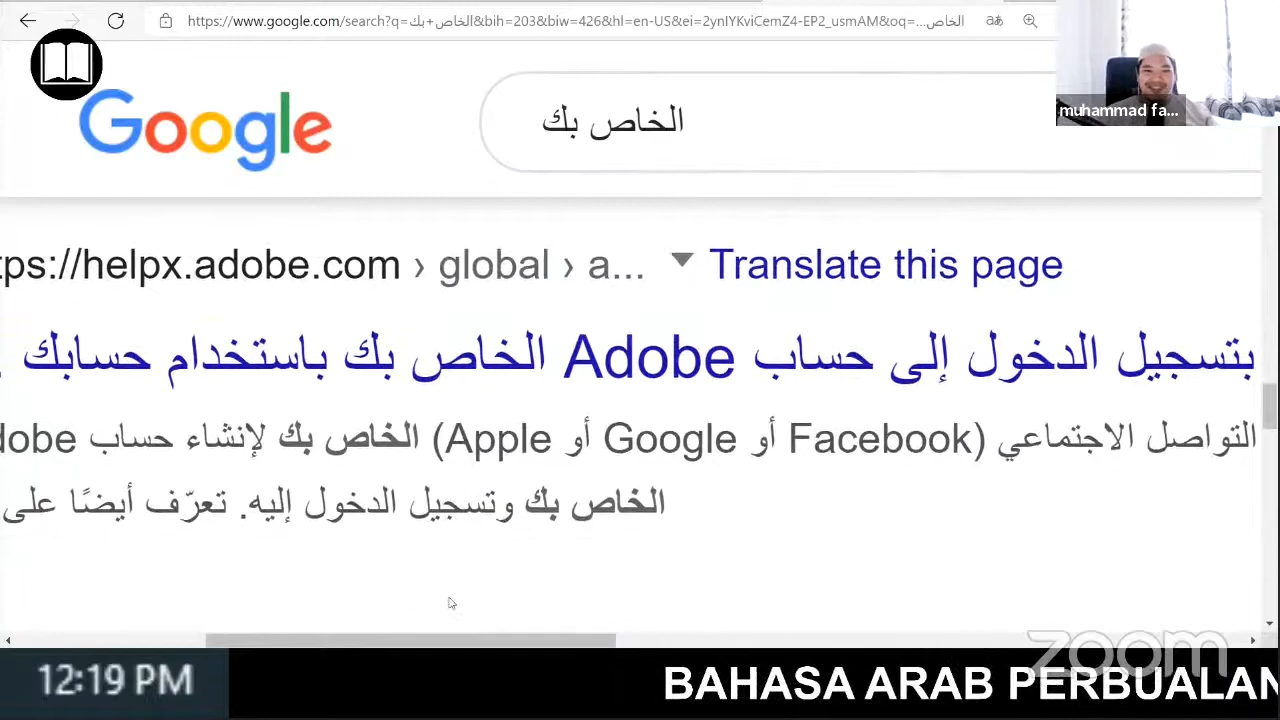 https://www.google.com/search?q=الخاص+بك&bih=203&biw=426&hl=en-US&ei=2ynIYKviCemZ4-EP2_usmAM&oq=...الخاص
muhammad fa...
Google
الخاص بك
tps://helpx.adobe.com › global › a... Translate this page
بتسجيل الدخول إلى حساب Adobe الخاص بك باستخدام حسابك
التواصل الاجتماعي (Facebook أو Google أو Apple) الخاص بك لإنشاء حساب dobe
الخاص بك وتسجيل الدخول إليه. تعرّف أيضًا على
zoom
12:19 PM
BAHASA ARAB PERBUALAN